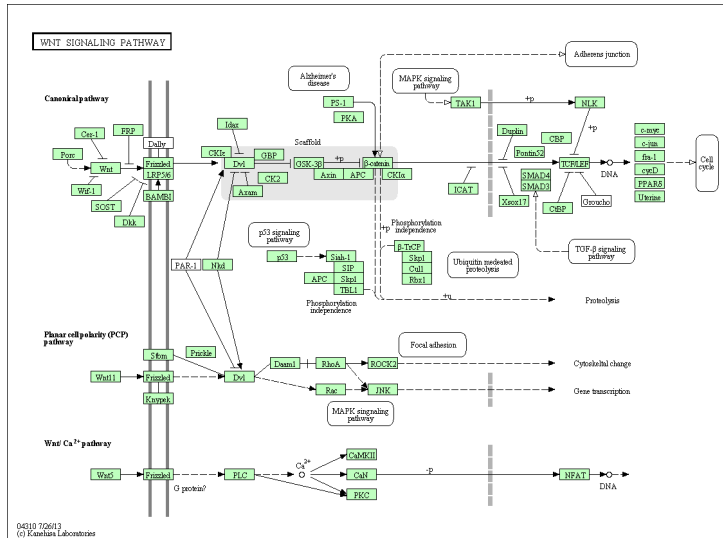 WNT SIGNALING PATHWAY
Adherens junction
Alzheimer's
disease
MAPK signaling
pathway
Canonical pathway
PS-1
PKA
TAK1
+p
NLK
Cer-1
FRP
Idax
Scaffold
Duplin
CBP
c-myc
c-jun
fra-1
cycD
PPARδ
Uterine
Cell
cycle
Dally
Porc
Wnt
Frizzled
LRP5/6
CKIε
Dvl
GBP
GSK-3β
+p
β-catenin
Pontin52
TCF/LEF
DNA
Wif-1
CK2
Axin
APC
CKIα
ICAT
SMAD4
SMAD3
SOST
BAMBI
Axam
Xsox17
Groucho
CtBP
Dkk
Phosphorylation
independence
p53 signaling
pathway
+p
β-TrCP
Skp1
Cul1
Rbx1
Ubiquitin medeated
proteolysis
TGF-β signaling
pathway
PAR-1
Nkd
p53
Siah-1
SIP
APC
Skp1
TBL1
Phosphorylation
independence
+u
Proteolysis
Planar cell polarity (PCP)
pathway
Stbm
Prickle
Focal adhesion
Daam1
RhoA
ROCK2
Cytoskeltal change
Wnt11
Frizzled
Dvl
Rac
JNK
Gene transcription
Knypek
MAPK singnaling
pathway
Wnt/ Ca2+ pathway
CaMKII
Ca2+
Wnt5
Frizzled
PLC
CaN
-p
NFAT
DNA
G protein?
PKC
04310 7/26/13
(c) Kanehisa Laboratories